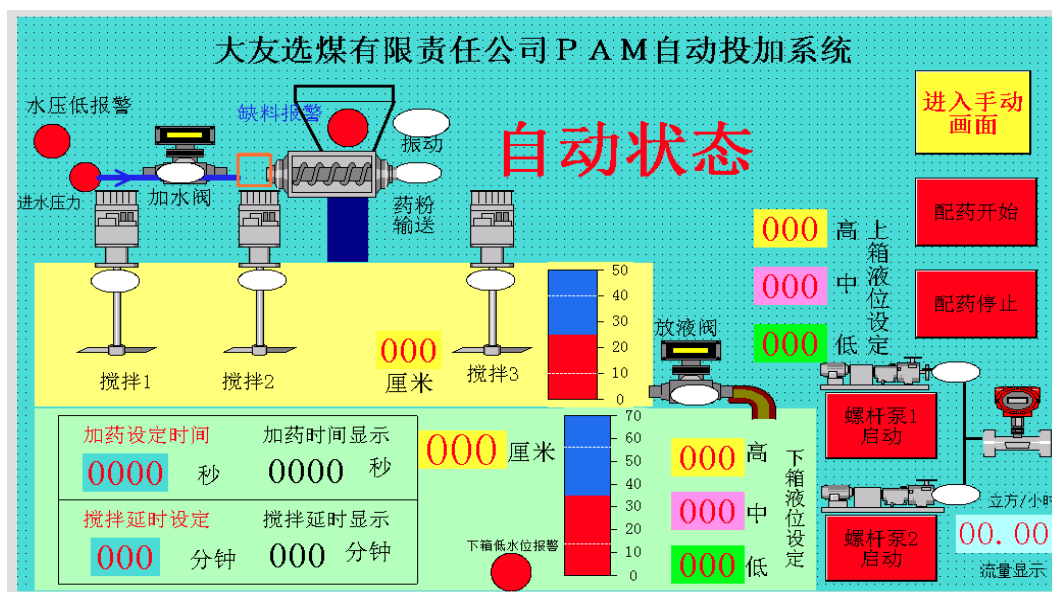 大友选煤有限责任公司PAM自动投加系统
水压低报警
缺料报警
振动
自动状态
进入手动
画面
进水压力
加水阀
药粉
输送
配药开始
000 高
000 中
000 低
上箱液位设定
配药停止
50
40
30
20
10
0
放液阀
搅拌1
搅拌2
000
厘米
搅拌3
螺杆泵1
启动
加药设定时间
0000 秒
加药时间显示
0000 秒
搅拌延时设定
000 分钟
搅拌延时显示
000 分钟
000 厘米
70
60
50
40
30
20
10
0
000 高
000 中
000 低
下箱液位设定
下箱低水位报警
螺杆泵2
启动
立方/小时
00.00
流量显示